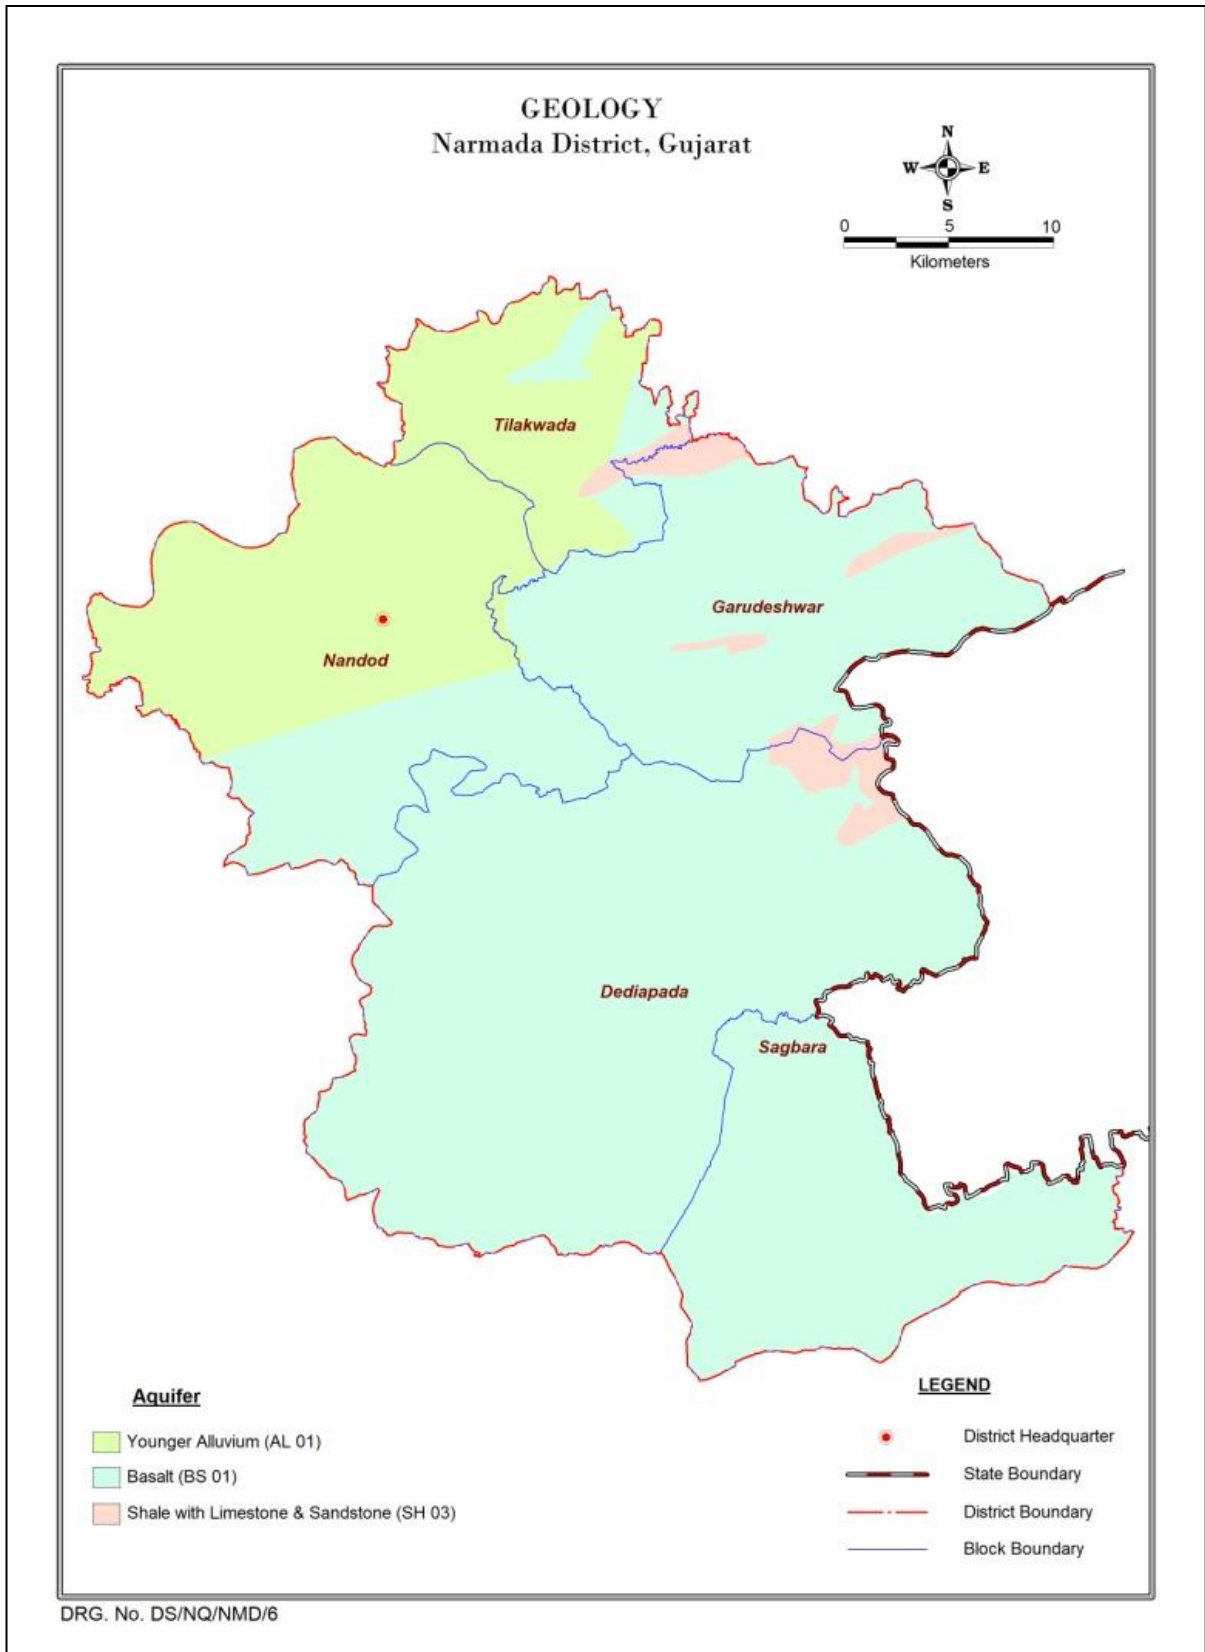 GEOLOGY
Narmada District, Gujarat
N
W E
S
0 5 10
Kilometers
Tilakwada
Garudeshwar
Nandod
Dediapada
Sagbara
Aquifer
Younger Alluvium (AL 01)
Basalt (BS 01)
Shale with Limestone & Sandstone (SH 03)
LEGEND
District Headquarter
State Boundary
District Boundary
Block Boundary
DRG. No. DS/NQ/NMD/6